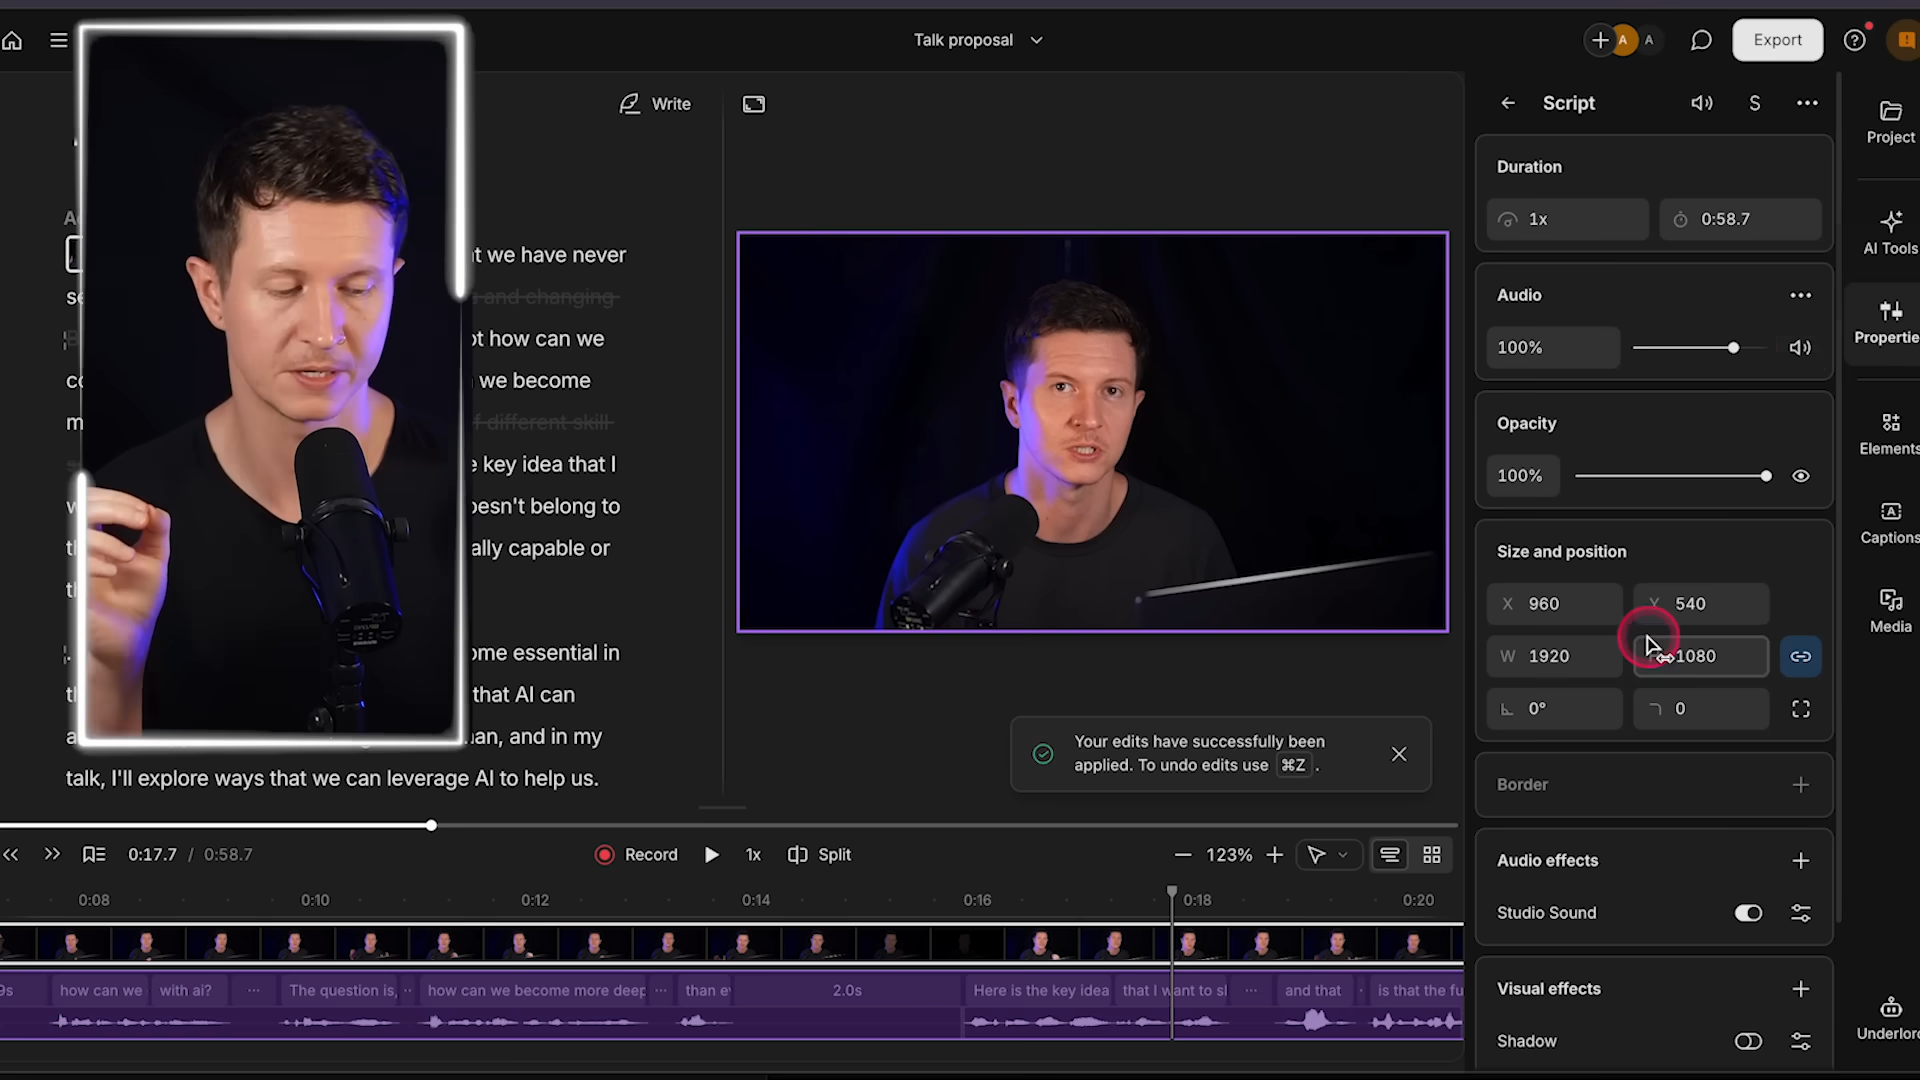 Talk proposal
A
A
Export
Write
Script
S
Project
Duration
1x
0:58.7
AI Tools
t we have never
and changing
Audio
Propertie
ot how can we
100%
we become
f different skill
Opacity
Elements
key idea that I
100%
esn't belong to
Captions
ally capable or
Size and position
X 960
Y 540
Media
ome essential in
W 1920
1080
that AI can
0°
0
an, and in my
Your edits have successfully been
applied. To undo edits use ⌘Z .
talk, I'll explore ways that we can leverage AI to help us.
Border
0:17.7 / 0:58.7
Record
1x
Split
123%
Audio effects
0:08
0:10
0:12
0:14
0:16
0:18
0:20
Studio Sound
9s
how can we
with ai?
...
The question is,
..
how can we become more deep
...
than e
2.0s
Here is the key idea
that I want to sl
...
and that
is that the fu
Visual effects
Underlord
Shadow